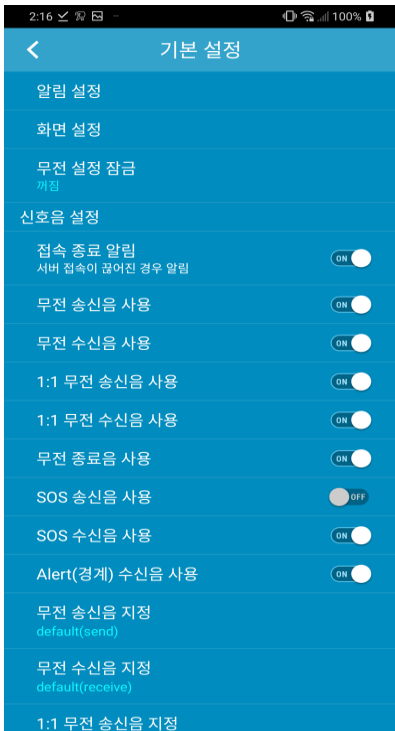 2:16
100%
기본 설정
알림 설정
화면 설정
무전 설정 잠금
꺼짐
신호음 설정
접속 종료 알림
서버 접속이 끊어진 경우 알림
ON
무전 송신음 사용
ON
무전 수신음 사용
ON
1:1 무전 송신음 사용
ON
1:1 무전 수신음 사용
ON
무전 종료음 사용
ON
SOS 송신음 사용
OFF
SOS 수신음 사용
ON
Alert(경계) 수신음 사용
ON
무전 송신음 지정
default(send)
무전 수신음 지정
default(receive)
1:1 무전 송신음 지정